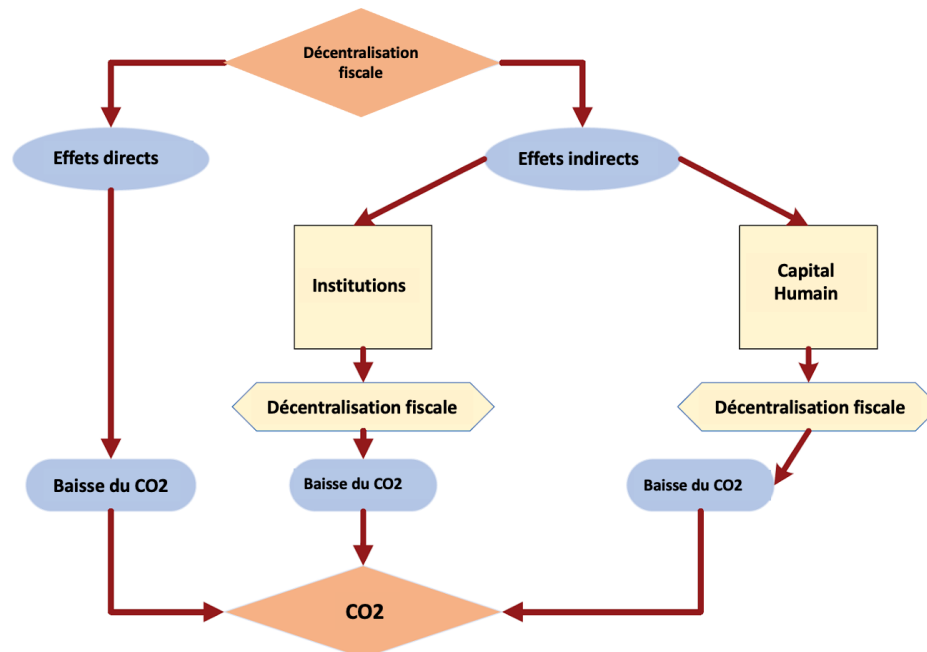 Décentralisation
fiscale
Effets directs
Effets indirects
Institutions
Capital
Humain
Décentralisation fiscale
Décentralisation fiscale
Baisse du CO2
Baisse du CO2
Baisse du CO2
CO2